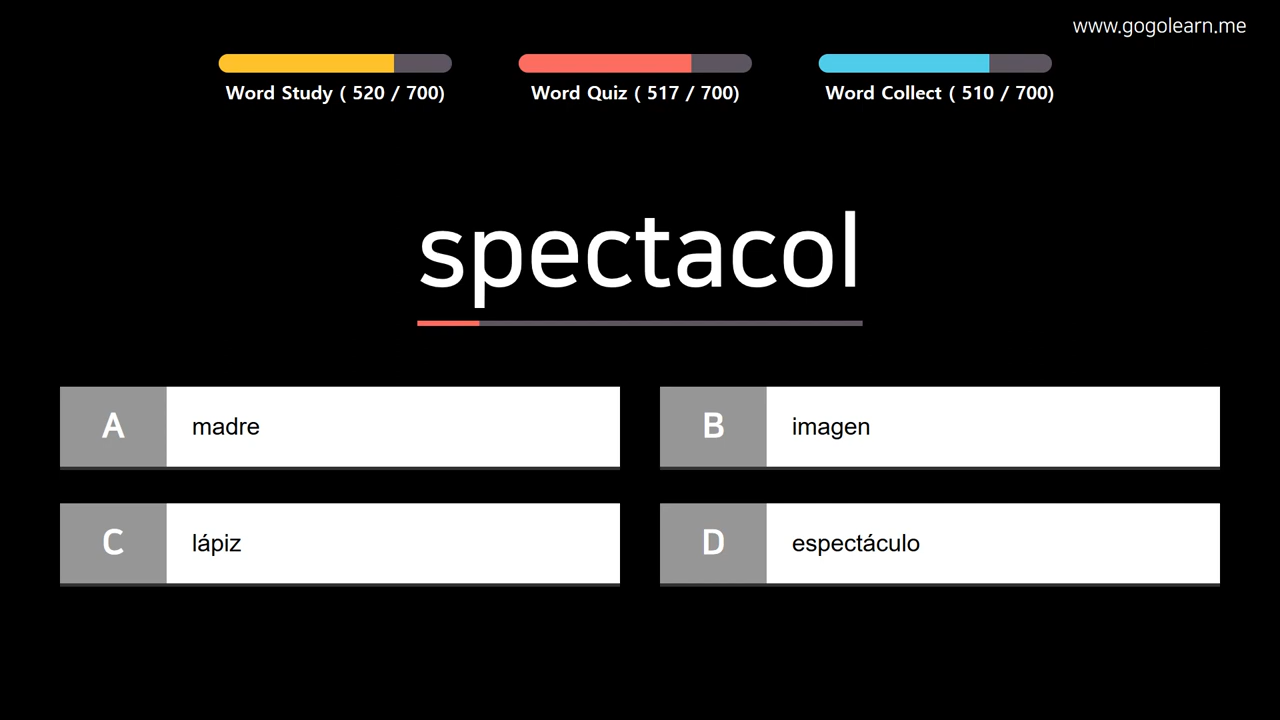 www.gogolearn.me
Word Study ( 520 / 700)
Word Quiz ( 517 / 700)
Word Collect ( 510 / 700)
spectacol
A
madre
B
imagen
C
lápiz
D
espectáculo